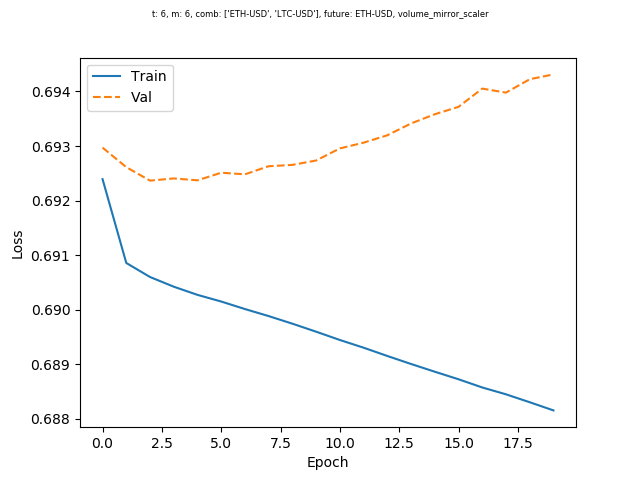 t: 6, m: 6, comb: ['ETH-USD', 'LTC-USD'], future: ETH-USD, volume_mirror_scaler
Train
Val
0.694
0.693
0.692
0.691
0.690
0.689
0.688
Loss
0.0 2.5 5.0 7.5 10.0 12.5 15.0 17.5
Epoch